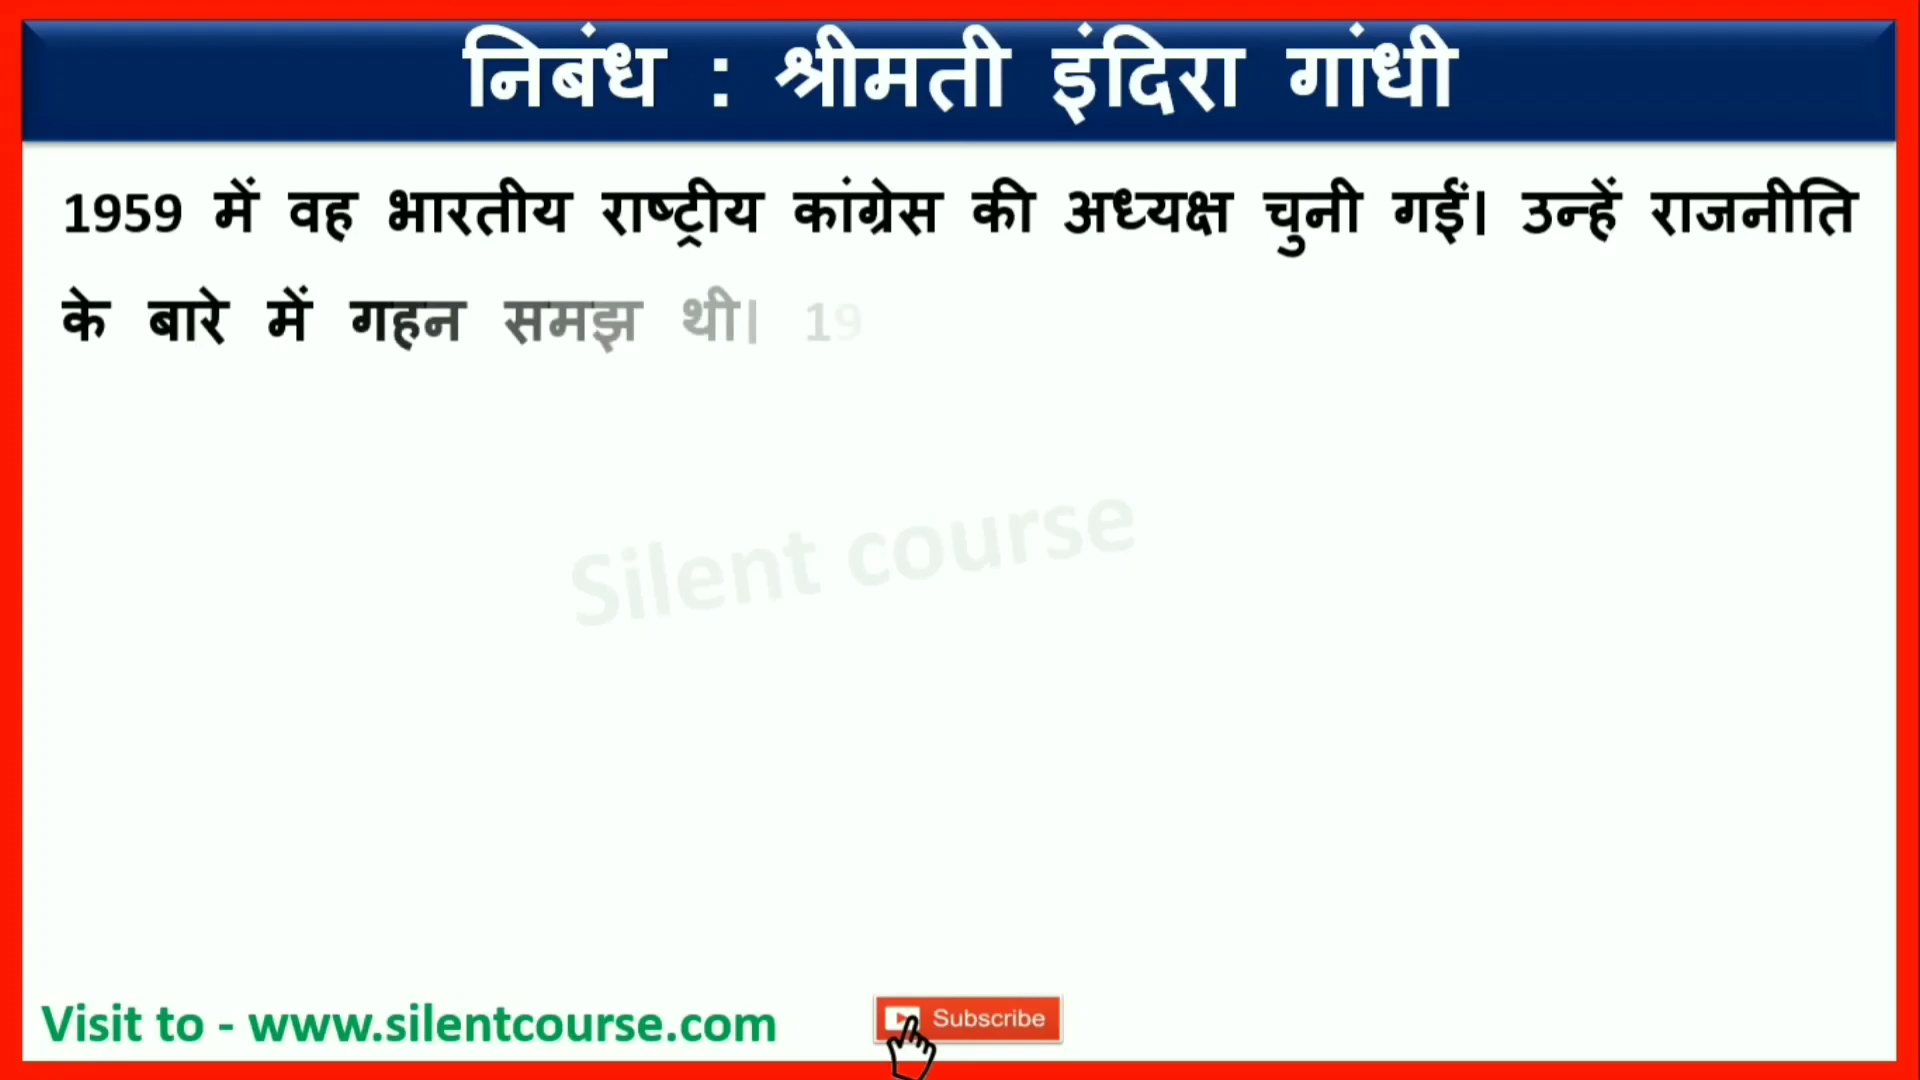 निबंध : श्रीमती इंदिरा गांधी
1959 में वह भारतीय राष्ट्रीय कांग्रेस की अध्यक्ष चुनी गईं। उन्हें राजनीति
के बारे में गहन समझ थी। 19
Silent course
Visit to - www.silentcourse.com
Subscribe